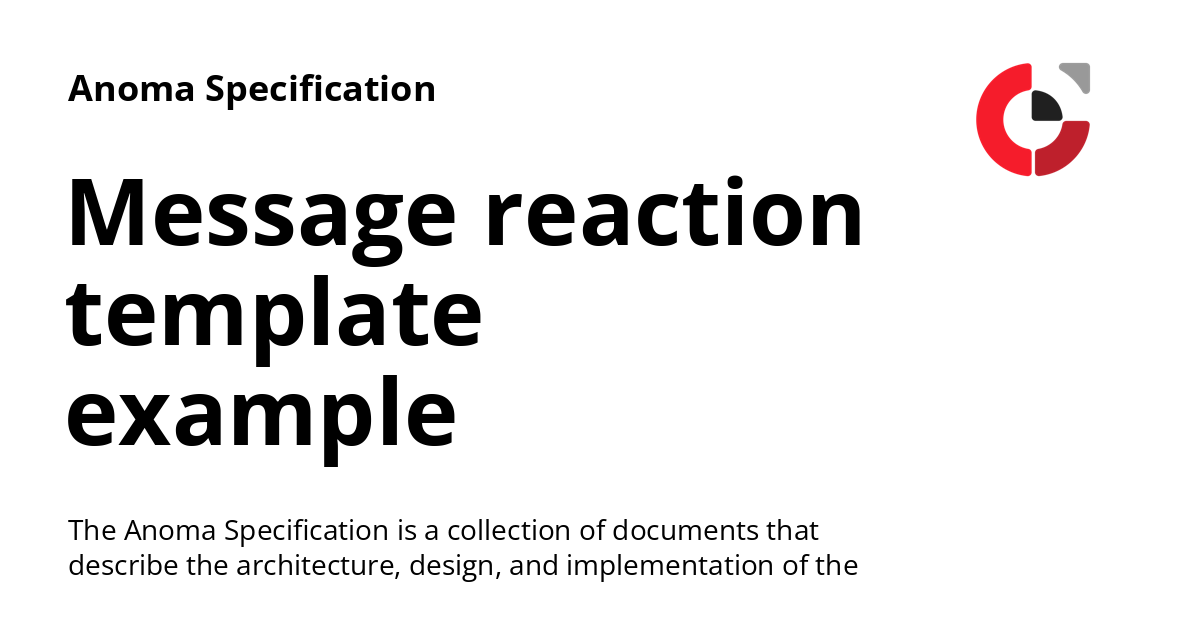 Anoma Specification
Message reaction
template
example
The Anoma Specification is a collection of documents that
describe the architecture, design, and implementation of the